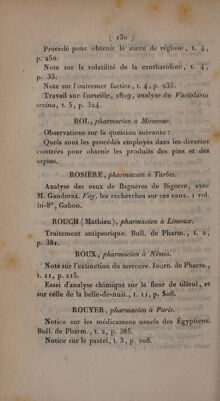 ( 130 )
Procédé pour obtenir le sucre de réglisse, t. 4,
p. 250.
Note sur la volatilité de la cantharidine, t. 4,
p. 35.
Note sur l'outremer factice, t. 4, p. 235.
Travail sur l'orseille, 1829, analyse du Variolaria
orcina, t. 5, p. 324.
ROL, pharmacien à Mirecour.
Observations sur la question suivante :
Quels sont les procédés employés dans les diverses
contrées pour obtenir les produits des pins et des
sapins.
ROSIÈRE, pharmacien à Tarbes.
Analyse des eaux de Bagnères de Bigorre, avec
M. Ganderax. Voy. les recherches sur ces eaux, 1 vol.
in-8°, Gabon.
ROUCH (Mathieu), pharmacien à Limoux.
Traitement antipsorique. Bull. de Pharm., t. 2,
p. 381.
ROUX, pharmacien à Nîmes.
Note sur l'extinction du mercure. Journ. de Pharm.,
t. 11, p. 215.
Essai d'analyse chimique sur la fleur de tilleul, et
sur celle de la belle-de-nuit, t. 11, p. 506.
ROUYER, pharmacien à Paris.
Notice sur les médicamens usuels des Égyptiens.
Bull. de Pharm., t. 2, p. 385.
Notice sur le pastel, t. 3, p. 208.